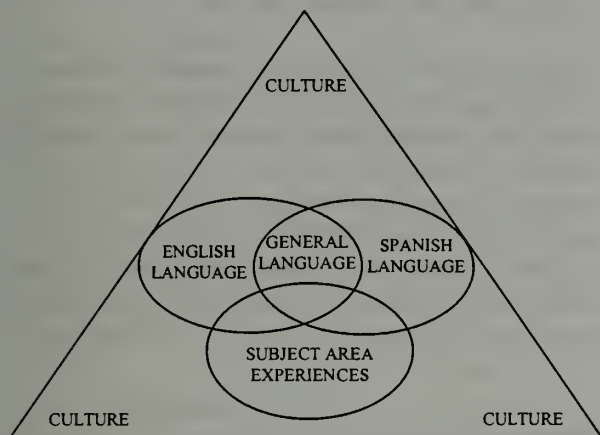 CULTURE
ENGLISH
LANGUAGE
GENERAL
LANGUAGE
SPANISH
LANGUAGE
SUBJECT AREA
EXPERIENCES
CULTURE
CULTURE